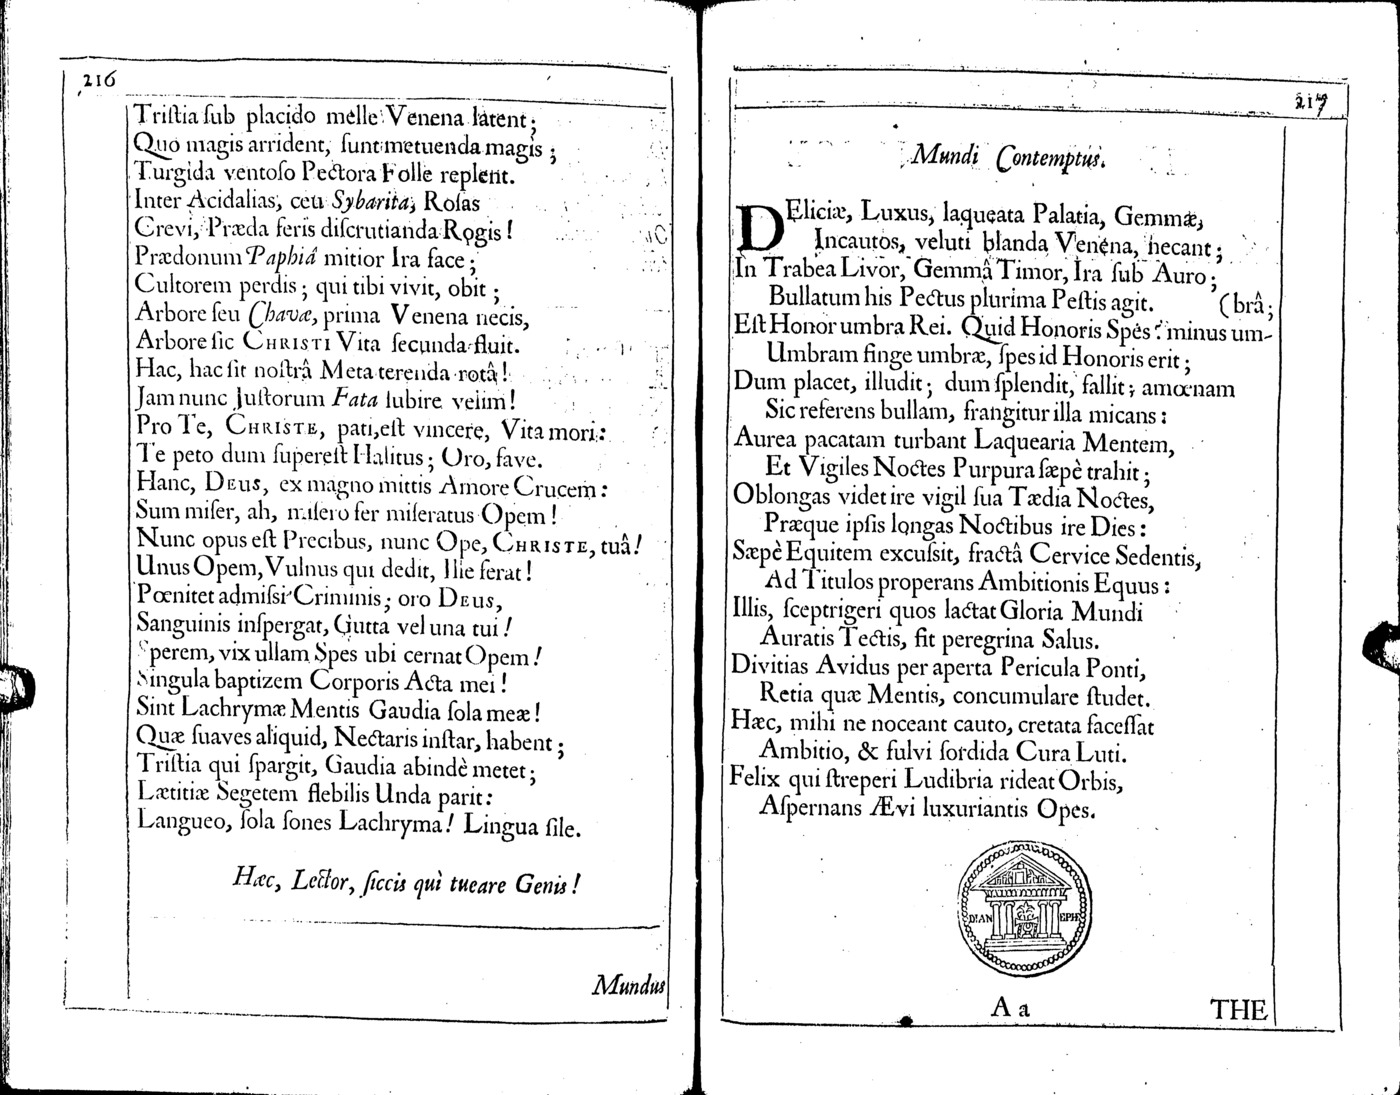 216
Triſtia ſub placido melle Venena latent;
Quo magis arrident, ſunt metuenda magis;
Turgida ventoſo Pectora Folle replent.
Inter Acidalias, ceu Sybarita, Roſas
Crevi, Præda feris diſcrutianda Rogis!
Prædonum Paphiâ mitior Ira face;
Cultorem perdis; qui tibi vivit, obit;
Arbore ſeu Chavæ, prima Venena necis,
Arbore ſic CHRISTI Vita ſecunda fluit.
Hac, hac ſit noſtrâ Meta terenda rotâ!
Jam nunc Juſtorum Fata ſubire velim!
Pro Te, CHRISTE, pati, eſt vincere, Vita mori:
Te peto dum ſupereſt Halitus; Oro, fave.
Hanc, DEUS, ex magno mittis Amore Crucem:
Sum miſer, ah, miſero fer miſeratus Opem!
Nunc opus eſt Precibus, nunc Ope, CHRISTE, tuâ!
Unus Opem, Vulnus qui dedit, Ille ferat!
Pœnitet admiſsi Criminis; oro DEUS,
Sanguinis inſpergat, Gutta vel una tui!
Sperem, vix ullam Spes ubi cernat Opem!
Singula baptizem Corporis Acta mei!
Sint Lachrymæ Mentis Gaudia ſola meæ!
Quæ ſuaves aliquid, Nectaris inſtar, habent;
Triſtia qui ſpargit, Gaudia abindè metet;
Lætitiæ Segetem flebilis Unda parit:
Langueo, ſola ſones Lachryma! Lingua ſile.
Hæc, Lector, ſiccis quì tueare Genis!
Mundus
217
Mundi Contemptus.
DEliciæ, Luxus, laqueata Palatia, Gemmæ,
Incautos, veluti blanda Venena, necant;
In Trabea Livor, Gemmâ Timor, Ira ſub Auro;
Bullatum his Pectus plurima Peſtis agit. (brâ;
Eſt Honor umbra Rei. Quid Honoris Spes? minus um-
Umbram finge umbræ, ſpes id Honoris erit;
Dum placet, illudit; dum ſplendit, fallit; amœnam
Sic referens bullam, frangitur illa micans:
Aurea pacatam turbant Laquearia Mentem,
Et Vigiles Noctes Purpura ſæpè trahit;
Oblongas videt ire vigil ſua Tædia Noctes,
Præque ipſis longas Noctibus ire Dies:
Sæpè Equitem excuſsit, fractâ Cervice Sedentis,
Ad Titulos properans Ambitionis Equus:
Illis, ſceptrigeri quos lactat Gloria Mundi
Auratis Tectis, fit peregrina Salus.
Divitias Avidus per aperta Pericula Ponti,
Retia quæ Mentis, concumulare ſtudet.
Hæc, mihi ne noceant cauto, cretata faceſſat
Ambitio, & fulvi ſordida Cura Luti.
Felix qui ſtreperi Ludibria rideat Orbis,
Aſpernans Ævi luxuriantis Opes.
DIAN EPH
A a
THE